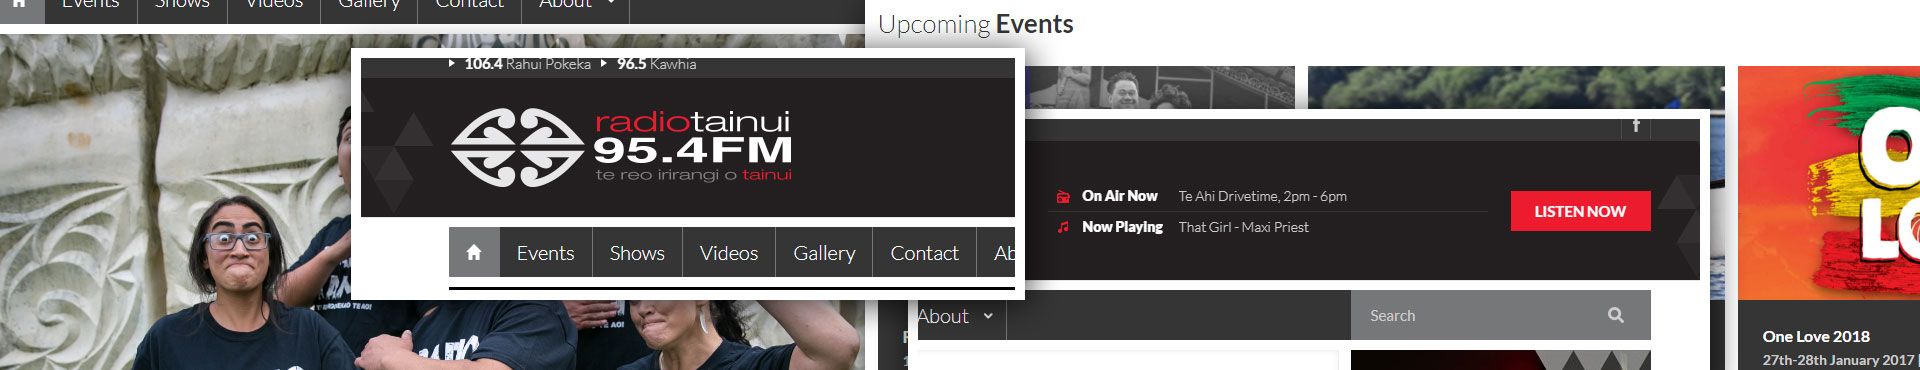 Events Shows Videos Gallery Contact About
Upcoming Events
106.4 Rahui Pokeka 96.5 Kawhia
radiotainui
95.4FM
te reo irirangi o tainui
Events Shows Videos Gallery Contact Ab
On Air Now Te Ahi Drivetime, 2pm - 6pm
Now Playing That Girl - Maxi Priest
LISTEN NOW
About
Search
O
LO
One Love 2018
27th-28th January 2017 |